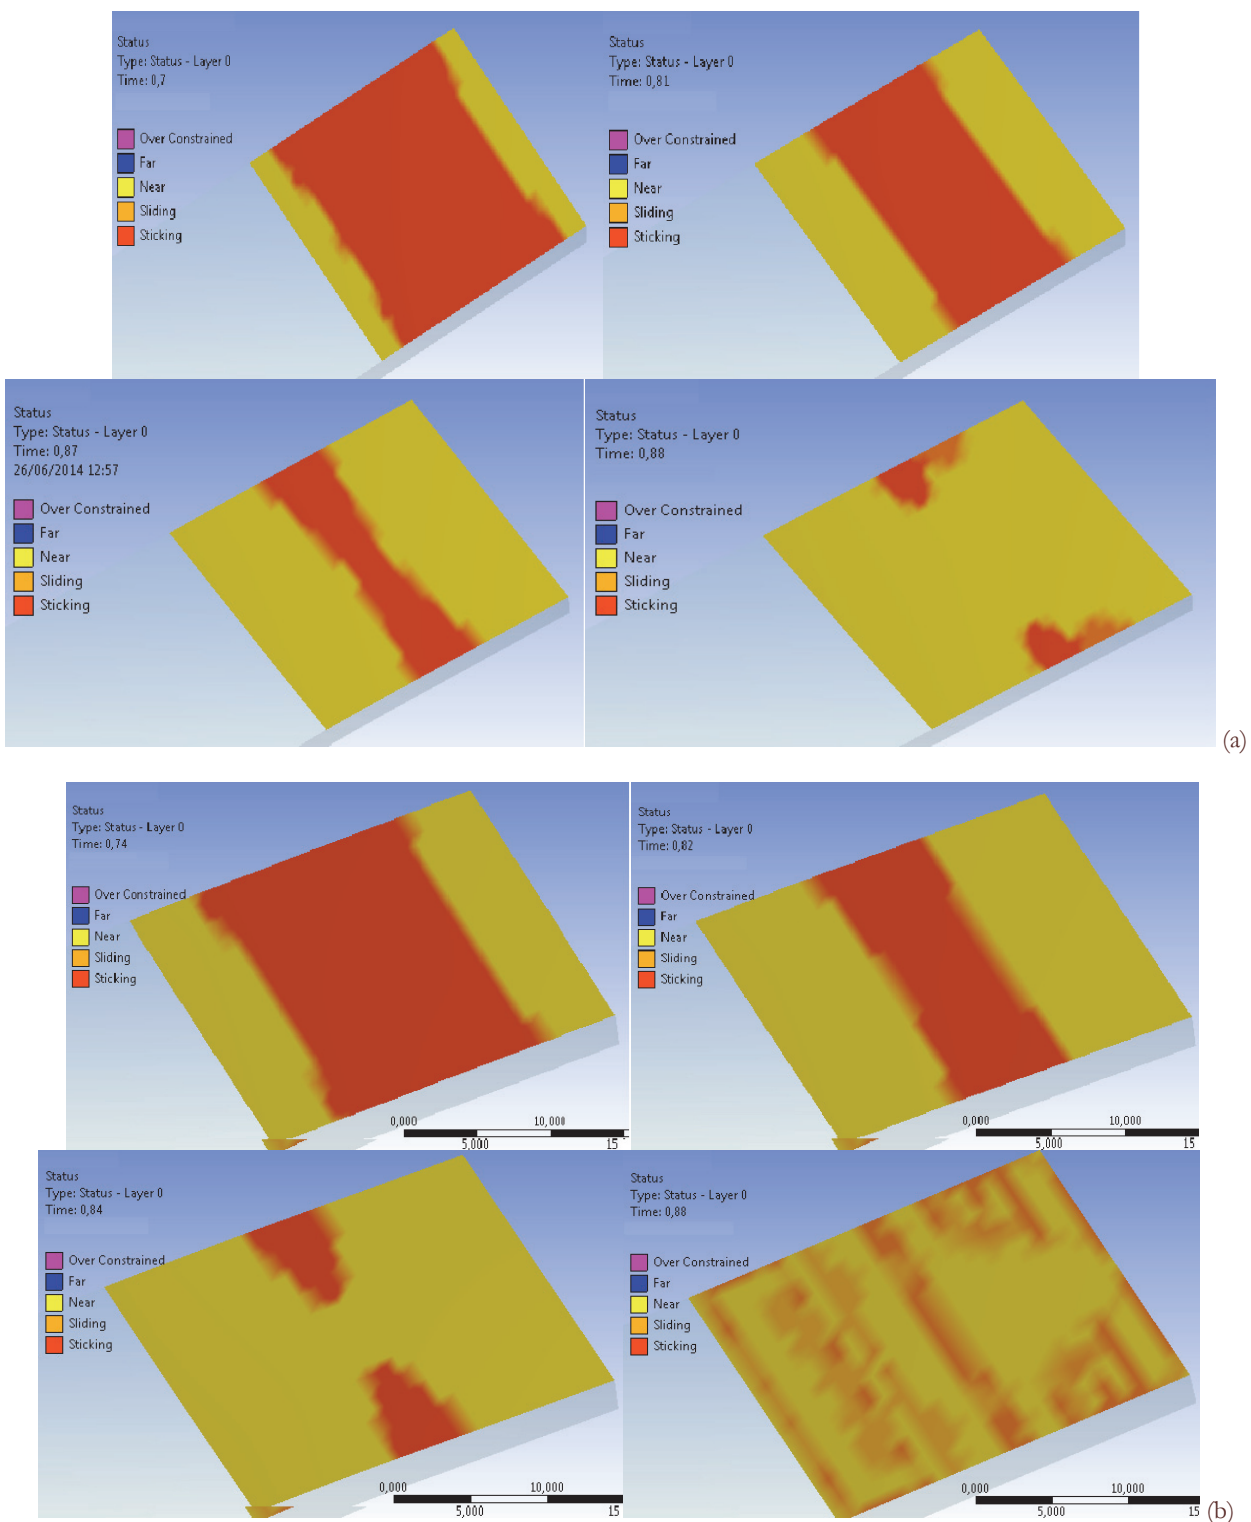 Status
Type: Status - Layer 0
Time: 0,7
Over Constrained
Far
Near
Sliding
Sticking
Status
Type: Status - Layer 0
Time: 0,81
Over Constrained
Far
Near
Sliding
Sticking
Status
Type: Status - Layer 0
Time: 0,87
26/06/2014 12:57
Over Constrained
Far
Near
Sliding
Sticking
Status
Type: Status - Layer 0
Time: 0,88
Over Constrained
Far
Near
Sliding
Sticking
(a)
Status
Type: Status - Layer 0
Time: 0,74
Over Constrained
Far
Near
Sliding
Sticking
0,000 10,000
5,000 15
Status
Type: Status - Layer 0
Time: 0,82
Over Constrained
Far
Near
Sliding
Sticking
0,000 10,000
5,000 15
Status
Type: Status - Layer 0
Time: 0,84
Over Constrained
Far
Near
Sliding
Sticking
0,000 10,000
5,000 15
Status
Type: Status - Layer 0
Time: 0,88
Over Constrained
Far
Near
Sliding
Sticking
0,000 10,000
5,000 15
(b)